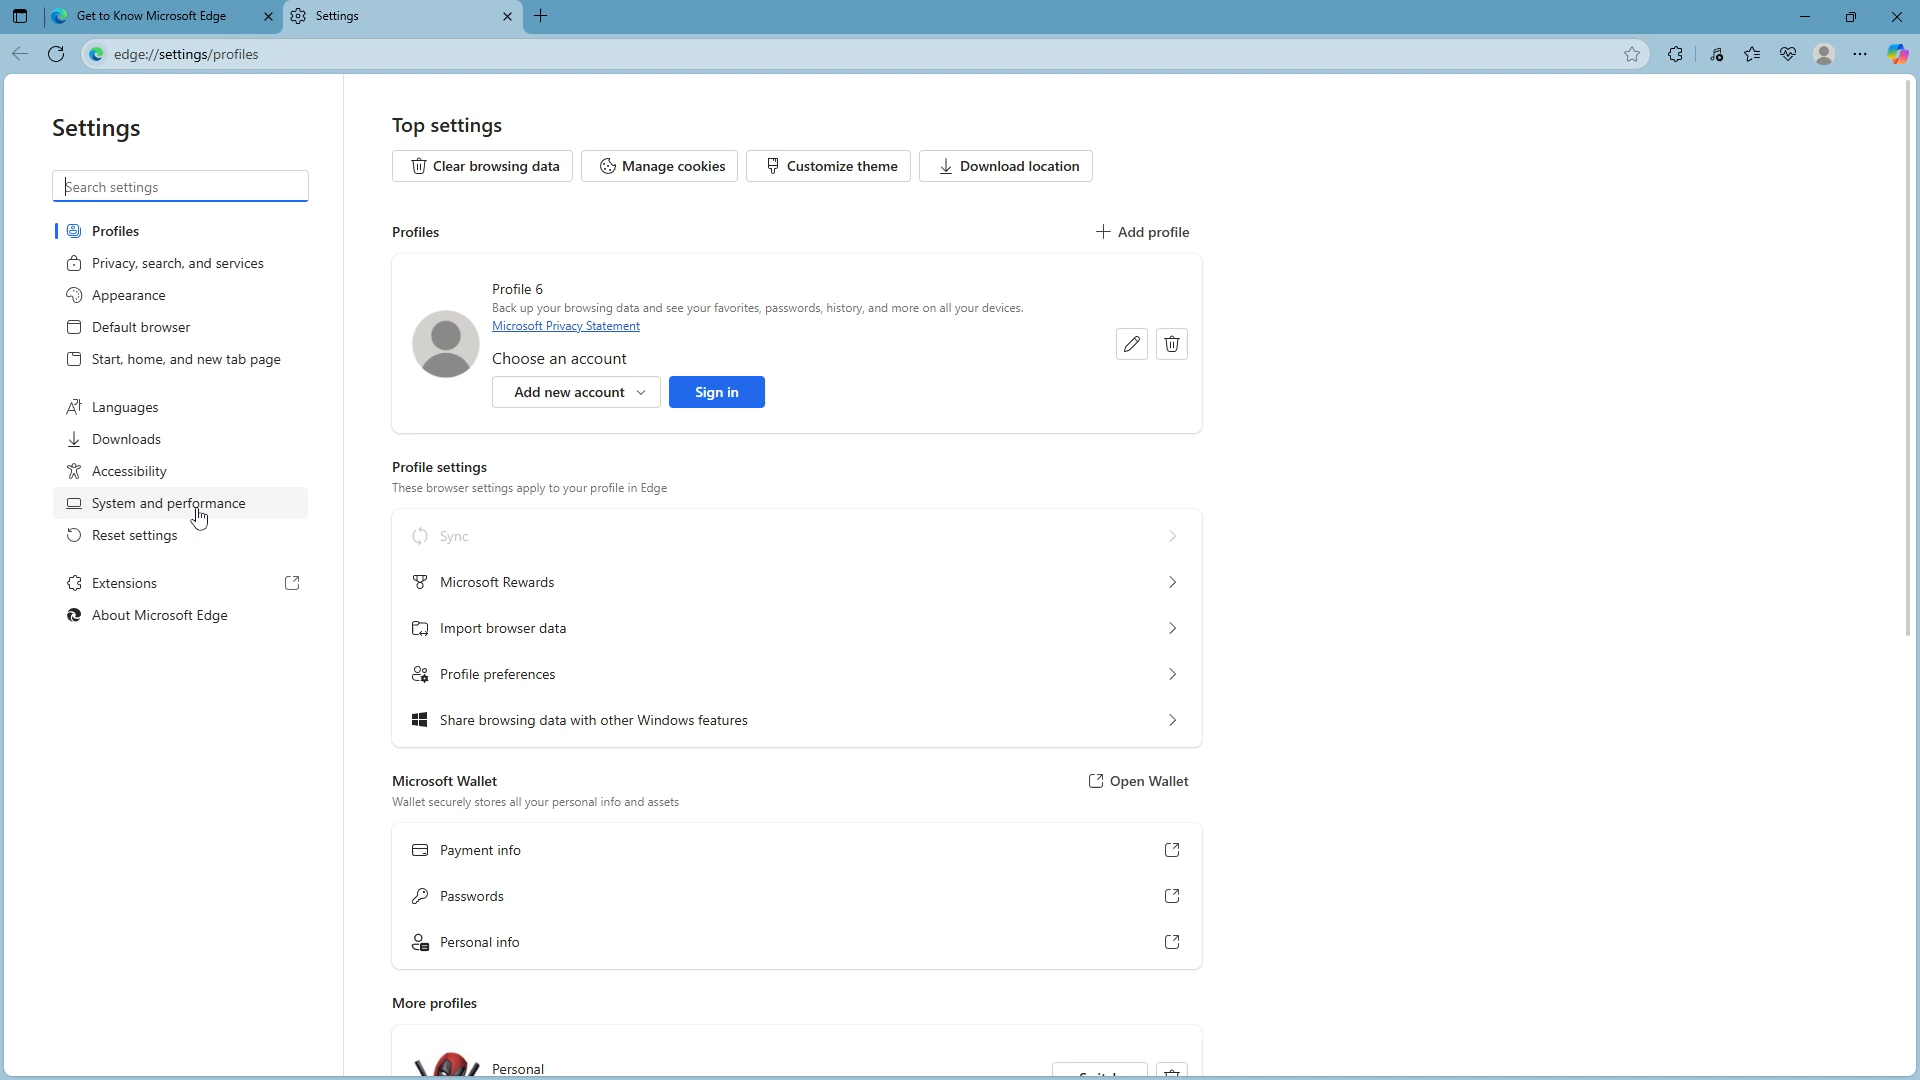 Get to Know Microsoft Edge
Settings
edge://settings/profiles
Settings
Search settings
Profiles
Privacy, search, and services
Appearance
Default browser
Start, home, and new tab page
Languages
Downloads
Accessibility
System and performance
Reset settings
Extensions
About Microsoft Edge
Top settings
Clear browsing data
Manage cookies
Customize theme
Download location
Profiles
Add profile
Profile 6
Back up your browsing data and see your favorites, passwords, history, and more on all your devices.
Microsoft Privacy Statement
Choose an account
Add new account
Sign in
Profile settings
These browser settings apply to your profile in Edge
Sync
Microsoft Rewards
Import browser data
Profile preferences
Share browsing data with other Windows features
Microsoft Wallet
Open Wallet
Wallet securely stores all your personal info and assets
Payment info
Passwords
Personal info
More profiles
Personal